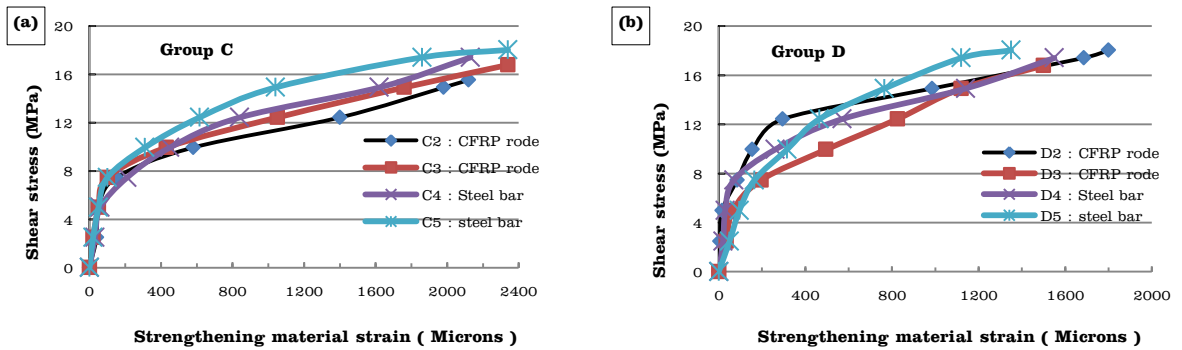 (a)
Group C
Shear stress (MPa)
20
16
12
8
4
0
C2 : CFRP rode
C3 : CFRP rode
C4 : Steel bar
C5 : steel bar
0 400 800 1200 1600 2000 2400
Strengthening material strain ( Microns )
(b)
Group D
Shear stress (MPa)
20
16
12
8
4
0
D2 : CFRP rode
D3 : CFRP rode
D4 : Steel bar
D5 : steel bar
0 400 800 1200 1600 2000
Strengthening material strain ( Microns )